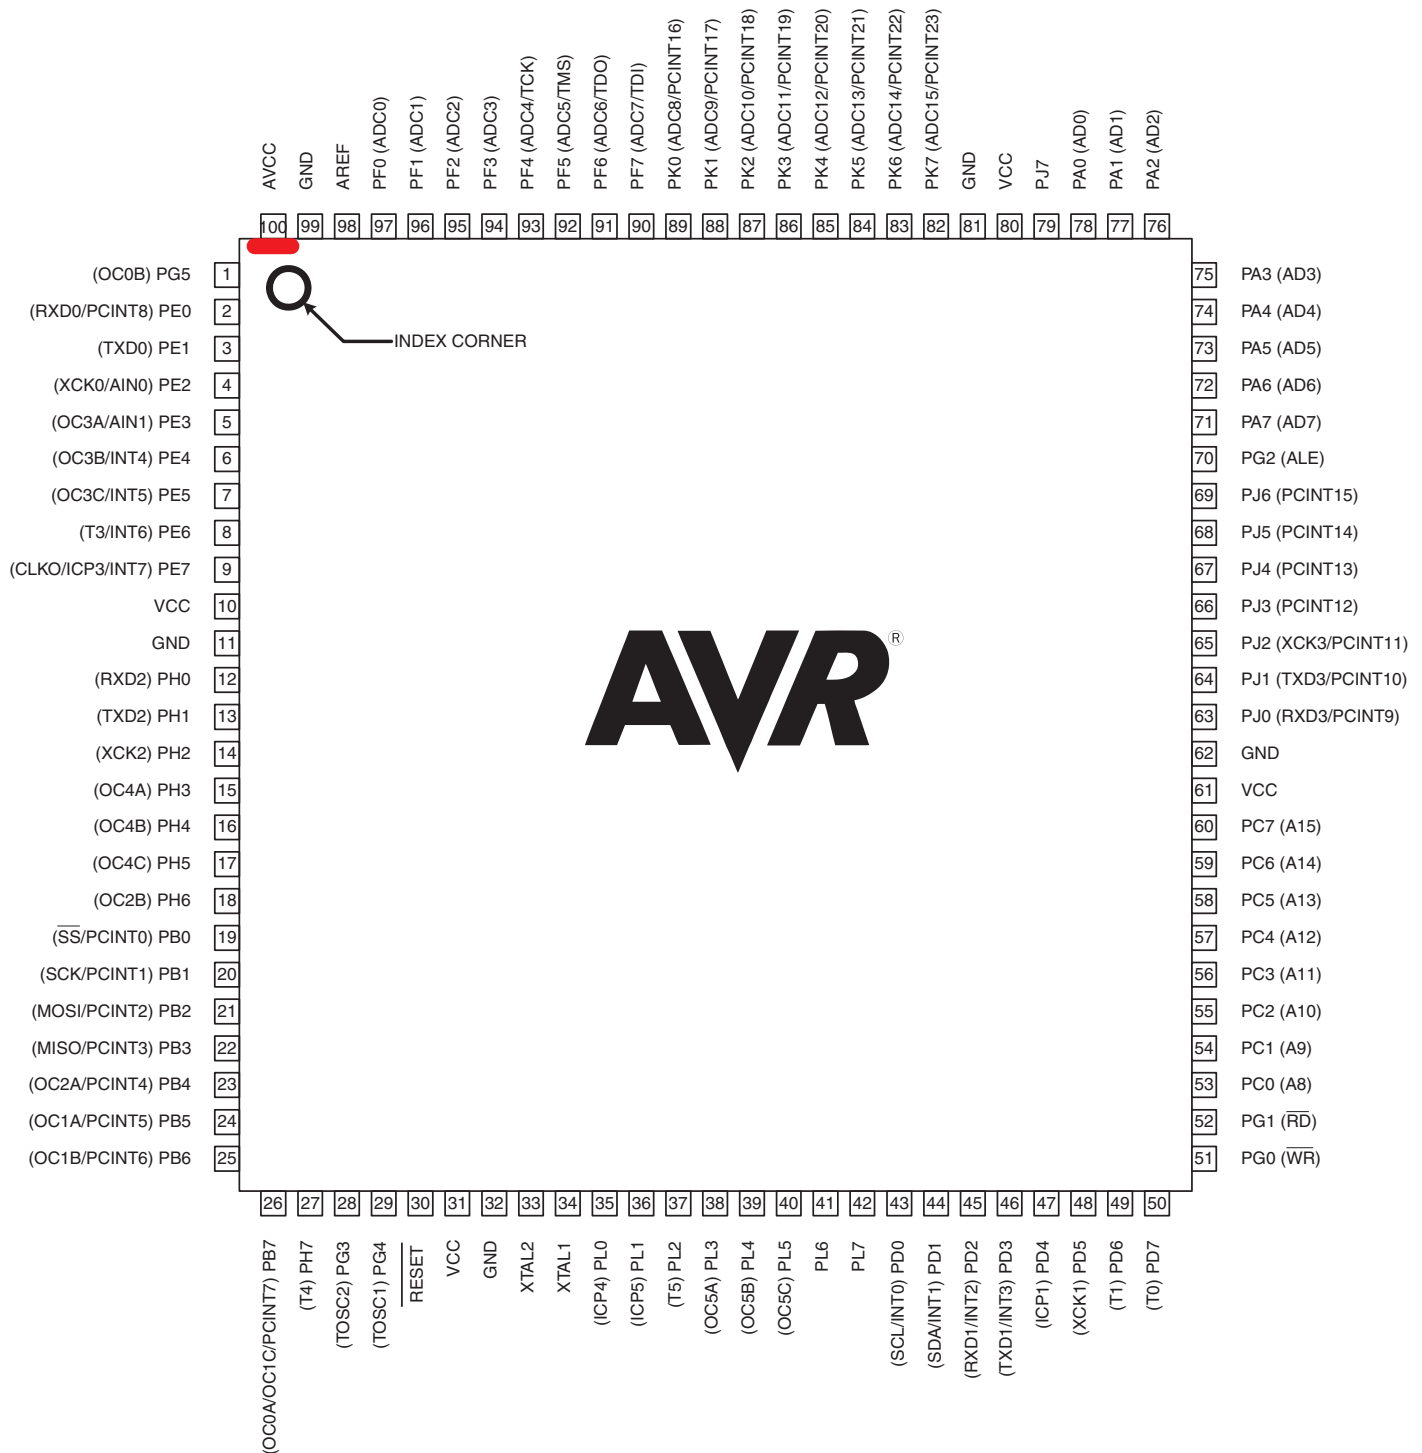 AVCC
GND
AREF
PF0 (ADC0)
PF1 (ADC1)
PF2 (ADC2)
PF3 (ADC3)
PF4 (ADC4/TCK)
PF5 (ADC5/TMS)
PF6 (ADC6/TDO)
PF7 (ADC7/TDI)
PK0 (ADC8/PCINT16)
PK1 (ADC9/PCINT17)
PK2 (ADC10/PCINT18)
PK3 (ADC11/PCINT19)
PK4 (ADC12/PCINT20)
PK5 (ADC13/PCINT21)
PK6 (ADC14/PCINT22)
PK7 (ADC15/PCINT23)
GND
VCC
PJ7
PA0 (AD0)
PA1 (AD1)
PA2 (AD2)
100 99 98 97 96 95 94 93 92 91 90 89 88 87 86 85 84 83 82 81 80 79 78 77 76
(OC0B) PG5 1 75 PA3 (AD3)
(RXD0/PCINT8) PE0 2 74 PA4 (AD4)
INDEX CORNER
(TXD0) PE1 3 73 PA5 (AD5)
(XCK0/AIN0) PE2 4 72 PA6 (AD6)
(OC3A/AIN1) PE3 5 71 PA7 (AD7)
(OC3B/INT4) PE4 6 70 PG2 (ALE)
(OC3C/INT5) PE5 7 69 PJ6 (PCINT15)
(T3/INT6) PE6 8 68 PJ5 (PCINT14)
(CLKO/ICP3/INT7) PE7 9 67 PJ4 (PCINT13)
VCC 10 66 PJ3 (PCINT12)
GND 11 65 PJ2 (XCK3/PCINT11)
(RXD2) PH0 12 64 PJ1 (TXD3/PCINT10)
AVR®
(TXD2) PH1 13 63 PJ0 (RXD3/PCINT9)
(XCK2) PH2 14 62 GND
(OC4A) PH3 15 61 VCC
(OC4B) PH4 16 60 PC7 (A15)
(OC4C) PH5 17 59 PC6 (A14)
(OC2B) PH6 18 58 PC5 (A13)
(SS/PCINT0) PB0 19 57 PC4 (A12)
(SCK/PCINT1) PB1 20 56 PC3 (A11)
(MOSI/PCINT2) PB2 21 55 PC2 (A10)
(MISO/PCINT3) PB3 22 54 PC1 (A9)
(OC2A/PCINT4) PB4 23 53 PC0 (A8)
(OC1A/PCINT5) PB5 24 52 PG1 (RD)
(OC1B/PCINT6) PB6 25 51 PG0 (WR)
26 27 28 29 30 31 32 33 34 35 36 37 38 39 40 41 42 43 44 45 46 47 48 49 50
(OC0A/OC1C/PCINT7) PB7
(T4) PH7
(TOSC2) PG3
(TOSC1) PG4
RESET
VCC
GND
XTAL2
XTAL1
(ICP4) PL0
(ICP5) PL1
(T5) PL2
(OC5A) PL3
(OC5B) PL4
(OC5C) PL5
PL6
PL7
(SCL/INT0) PD0
(SDA/INT1) PD1
(RXD1/INT2) PD2
(TXD1/INT3) PD3
(ICP1) PD4
(XCK1) PD5
(T1) PD6
(T0) PD7